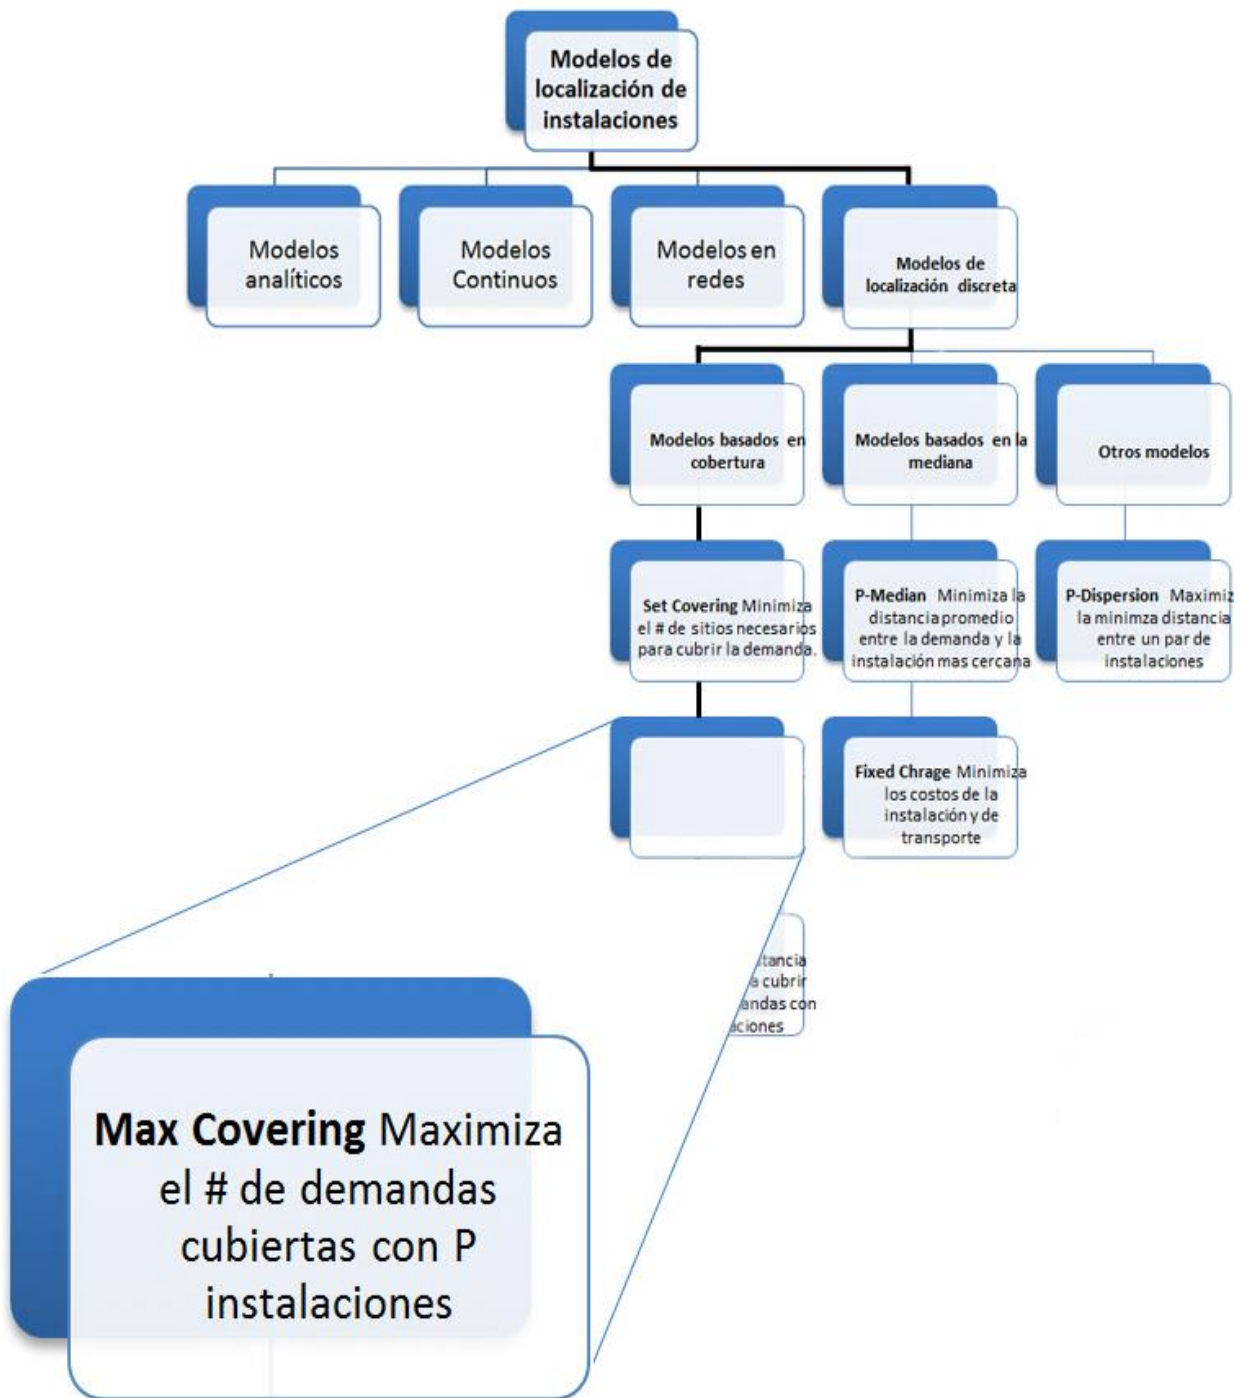 Modelos de
localización de
instalaciones
Modelos
analíticos
Modelos
Continuos
Modelos en
redes
Modelos de
localización discreta
Modelos basados en
cobertura
Modelos basados en la
mediana
Otros modelos
Set Covering Minimiza
el # de sitios necesarios
para cubrir la demanda.
P-Median Minimiza la
distancia promedio
entre la demanda y la
instalación mas cercana
P-Dispersion Maximiz
la minimza distancia
entre un par de
instalaciones
Fixed Chrage Minimiza
los costos de la
instalación y de
transporte
cubrir
con
Max Covering Maximiza
el # de demandas
cubiertas con P
instalaciones